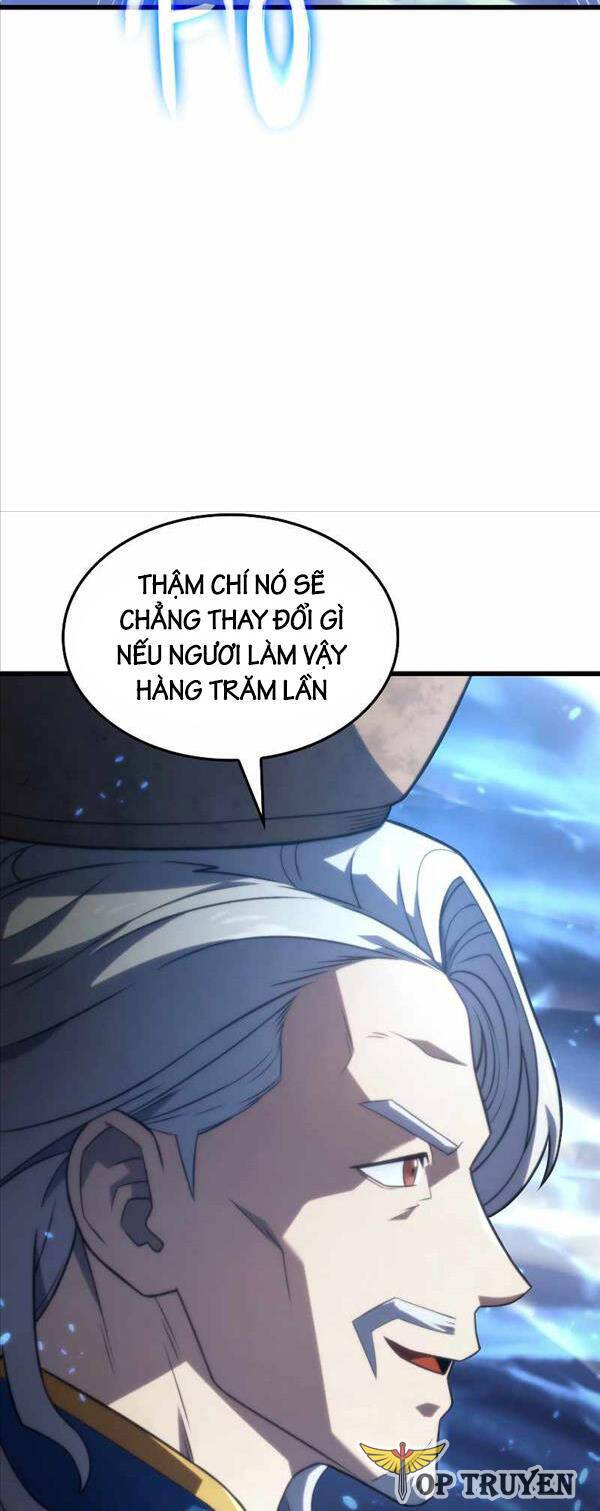 THẬM CHÍ NÓ SẼ
CHẲNG THAY ĐỔI GÌ
NẾU NGƯƠI LÀM VẬY
HÀNG TRĂM LẦN
TOP TRUYEN